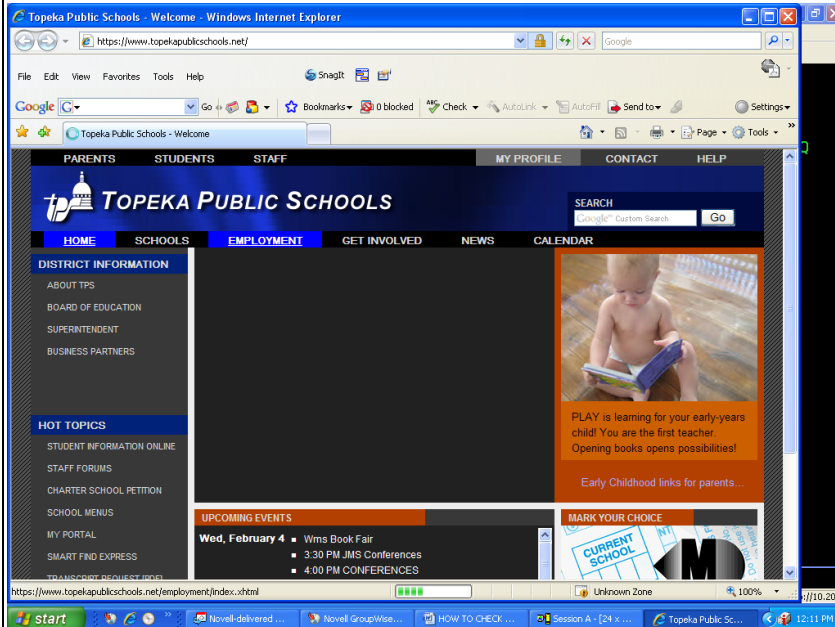 Topeka Public Schools - Welcome - Windows Internet Explorer
https://www.topekapublicschools.net/
Google
File Edit View Favorites Tools Help
SnagIt
Google G Go Bookmarks 0 blocked Check AutoLink AutoFill Send to Settings
Topeka Public Schools - Welcome
Page Tools
PARENTS STUDENTS STAFF MY PROFILE CONTACT HELP
TPS TOPEKA PUBLIC SCHOOLS
SEARCH
Google™ Custom Search Go
HOME SCHOOLS EMPLOYMENT GET INVOLVED NEWS CALENDAR
DISTRICT INFORMATION
ABOUT TPS
BOARD OF EDUCATION
SUPERINTENDENT
BUSINESS PARTNERS
PLAY is learning for your early-years
child! You are the first teacher.
Opening books opens possibilities!
Early Childhood links for parents...
HOT TOPICS
STUDENT INFORMATION ONLINE
STAFF FORUMS
CHARTER SCHOOL PETITION
SCHOOL MENUS
MY PORTAL
SMART FIND EXPRESS
TRANSCRIPT REQUEST (PDF)
UPCOMING EVENTS
Wed, February 4 ▪ Wms Book Fair
▪ 3:30 PM JMS Conferences
▪ 4:00 PM CONFERENCES
MARK YOUR CHOICE
CURRENT
SCHOOL
https://www.topekapublicschools.net/employment/index.xhtml Unknown Zone 100%
://10.20
start Novell-delivered ... Novell GroupWise... HOW TO CHECK ... Session A - [24 x ... Topeka Public Sc... 12:11 PM